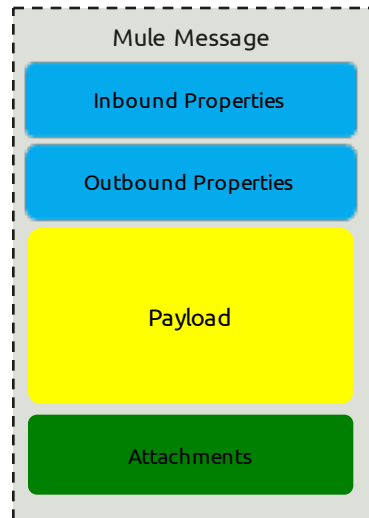 Mule Message
Inbound Properties
Outbound Properties
Payload
Attachments